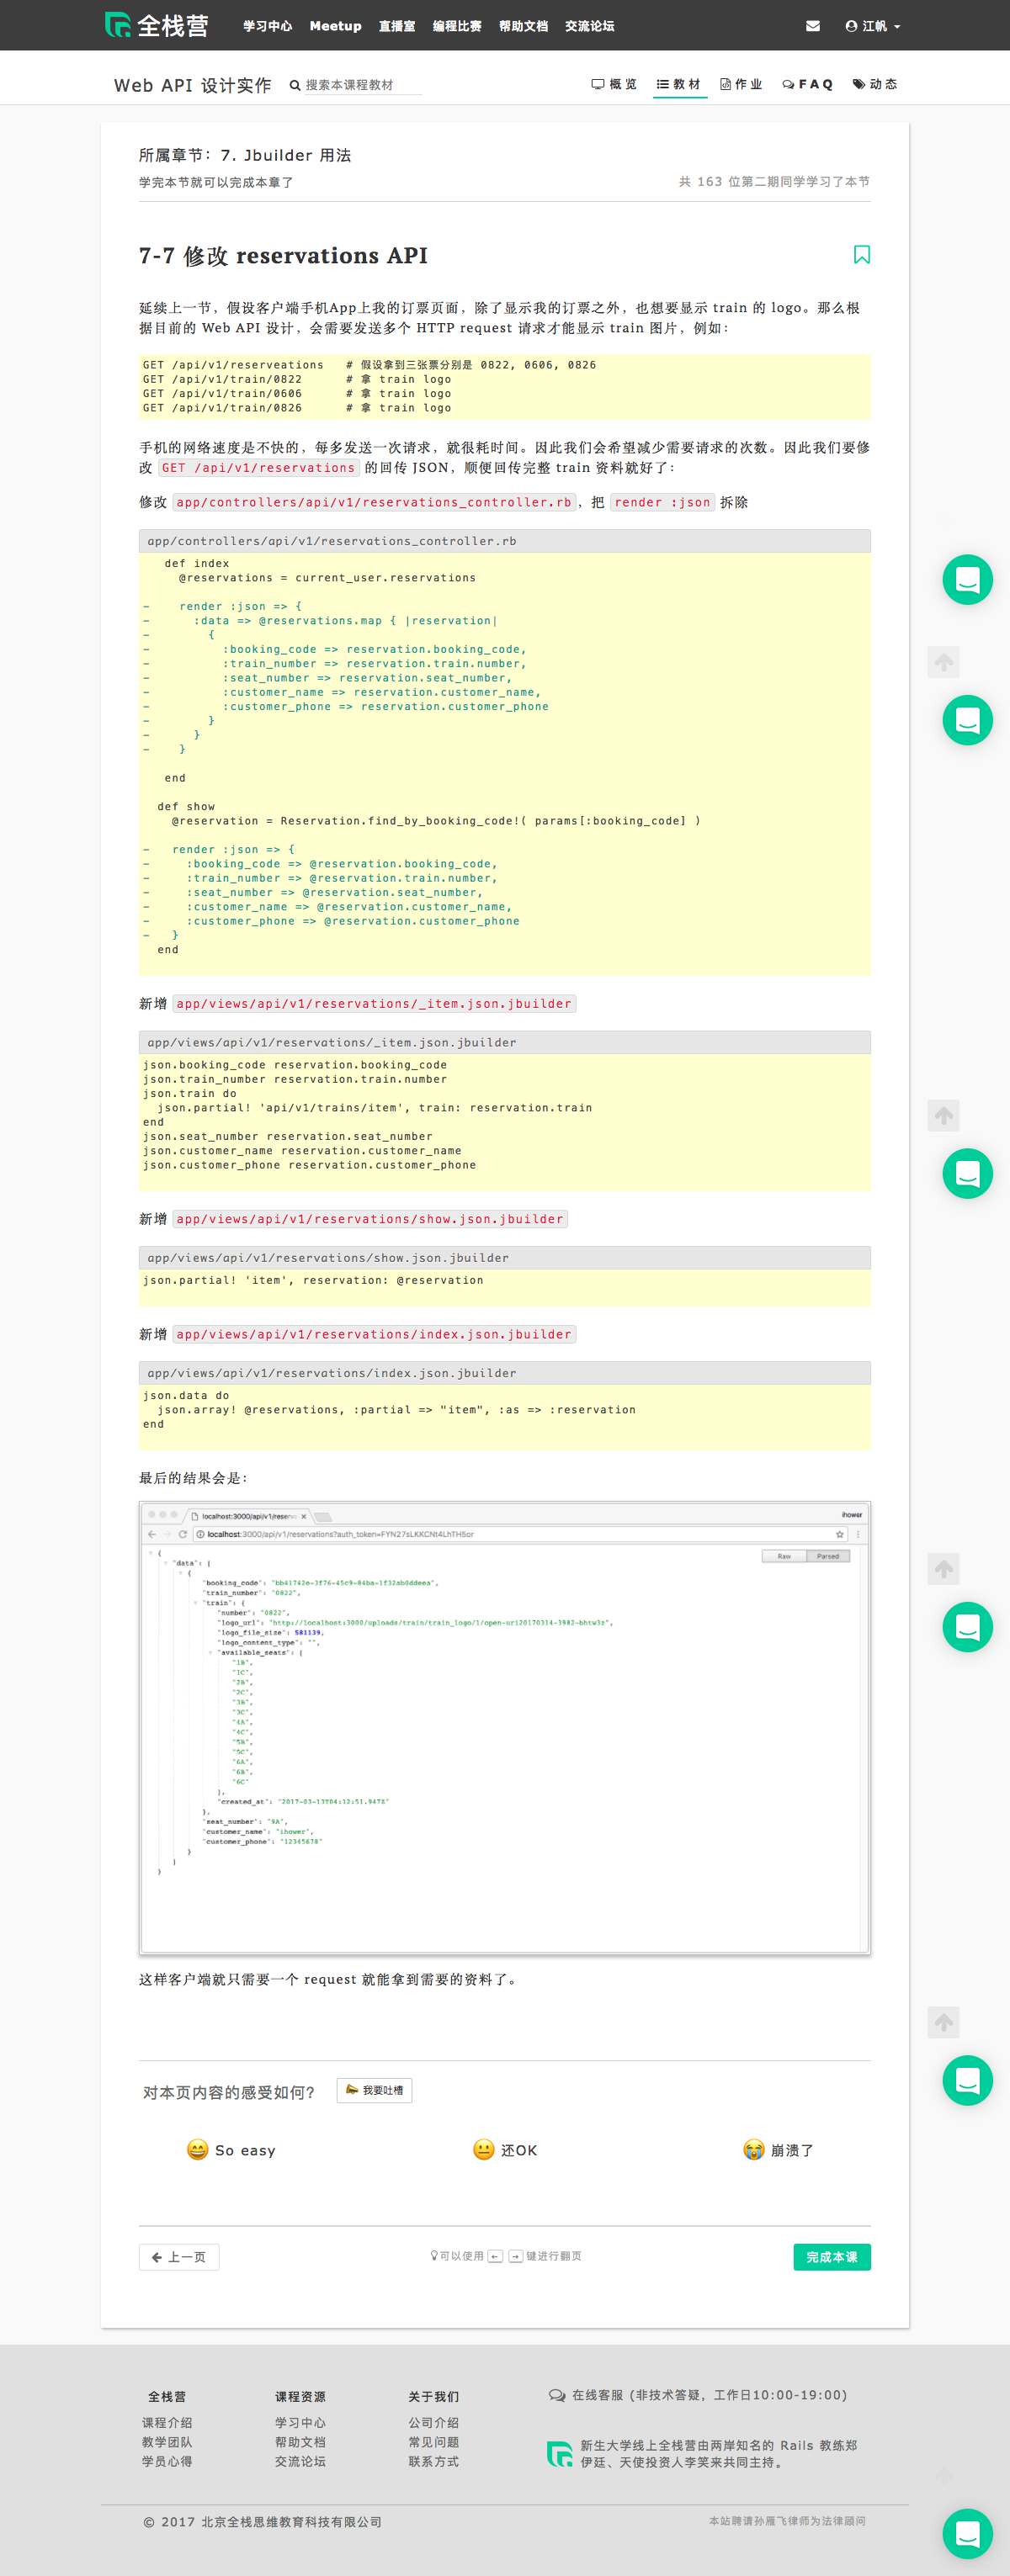 全栈营
学习中心 Meetup 直播室 编程比赛 帮助文档 交流论坛 江帆
Web API 设计实作 搜索本课程教材 概览 教材 作业 FAQ 动态
所属章节：7. Jbuilder 用法
学完本节就可以完成本章了 共 163 位第二期同学学习了本节
7-7 修改 reservations API
延续上一节，假设客户端手机App上我的订票页面，除了显示我的订票之外，也想要显示 train 的 logo。那么根
据目前的 Web API 设计，会需要发送多个 HTTP request 请求才能显示 train 图片，例如：
GET /api/v1/reserveations # 假设拿到三张票分别是 0822, 0606, 0826
GET /api/v1/train/0822 # 拿 train logo
GET /api/v1/train/0606 # 拿 train logo
GET /api/v1/train/0826 # 拿 train logo
手机的网络速度是不快的，每多发送一次请求，就很耗时间。因此我们会希望减少需要请求的次数。因此我们要修
改 GET /api/v1/reservations 的回传 JSON，顺便回传完整 train 资料就好了：
修改 app/controllers/api/v1/reservations_controller.rb，把 render :json 拆除
app/controllers/api/v1/reservations_controller.rb
def index
@reservations = current_user.reservations
- render :json => {
- :data => @reservations.map { |reservation|
- {
- :booking_code => reservation.booking_code,
- :train_number => reservation.train.number,
- :seat_number => reservation.seat_number,
- :customer_name => reservation.customer_name,
- :customer_phone => reservation.customer_phone
- }
- }
- }
end
def show
@reservation = Reservation.find_by_booking_code!( params[:booking_code] )
- render :json => {
- :booking_code => @reservation.booking_code,
- :train_number => @reservation.train.number,
- :seat_number => @reservation.seat_number,
- :customer_name => @reservation.customer_name,
- :customer_phone => @reservation.customer_phone
- }
end
新增 app/views/api/v1/reservations/_item.json.jbuilder
app/views/api/v1/reservations/_item.json.jbuilder
json.booking_code reservation.booking_code
json.train_number reservation.train.number
json.train do
json.partial! 'api/v1/trains/item', train: reservation.train
end
json.seat_number reservation.seat_number
json.customer_name reservation.customer_name
json.customer_phone reservation.customer_phone
新增 app/views/api/v1/reservations/show.json.jbuilder
app/views/api/v1/reservations/show.json.jbuilder
json.partial! 'item', reservation: @reservation
新增 app/views/api/v1/reservations/index.json.jbuilder
app/views/api/v1/reservations/index.json.jbuilder
json.data do
json.array! @reservations, :partial => "item", :as => :reservation
end
最后的结果会是：
localhost:3000/api/v1/reserva ihower
localhost:3000/api/v1/reservations?auth_token=FYN27sLKKCNt4LhTH5or
Raw Parsed
{
"data": [
{
"booking_code": "bb41742e-3f76-45c9-84ba-1f32ab0ddeea",
"train_number": "0822",
"train": {
"number": "0822",
"logo_url": "http://localhost:3000/uploads/train/train_logo/1/open-uri20170314-3982-bhtw3z",
"logo_file_size": 581139,
"logo_content_type": "",
"available_seats": [
"1B",
"1C",
"2B",
"2C",
"3B",
"3C",
"4A",
"4C",
"5B",
"5C",
"6A",
"6B",
"6C"
],
"created_at": "2017-03-13T04:12:51.947Z"
},
"seat_number": "9A",
"customer_name": "ihower",
"customer_phone": "12345678"
}
]
}
这样客户端就只需要一个 request 就能拿到需要的资料了。
对本页内容的感受如何? 我要吐槽
So easy 还OK 崩溃了
上一页 可以使用 ← → 键进行翻页 完成本课
全栈营 课程资源 关于我们 在线客服 (非技术答疑，工作日10:00-19:00)
课程介绍 学习中心 公司介绍
教学团队 帮助文档 常见问题
学员心得 交流论坛 联系方式
新生大学线上全栈营由两岸知名的 Rails 教练郑
伊廷、天使投资人李笑来共同主持。
© 2017 北京全栈思维教育科技有限公司 本站聘请孙雁飞律师为法律顾问